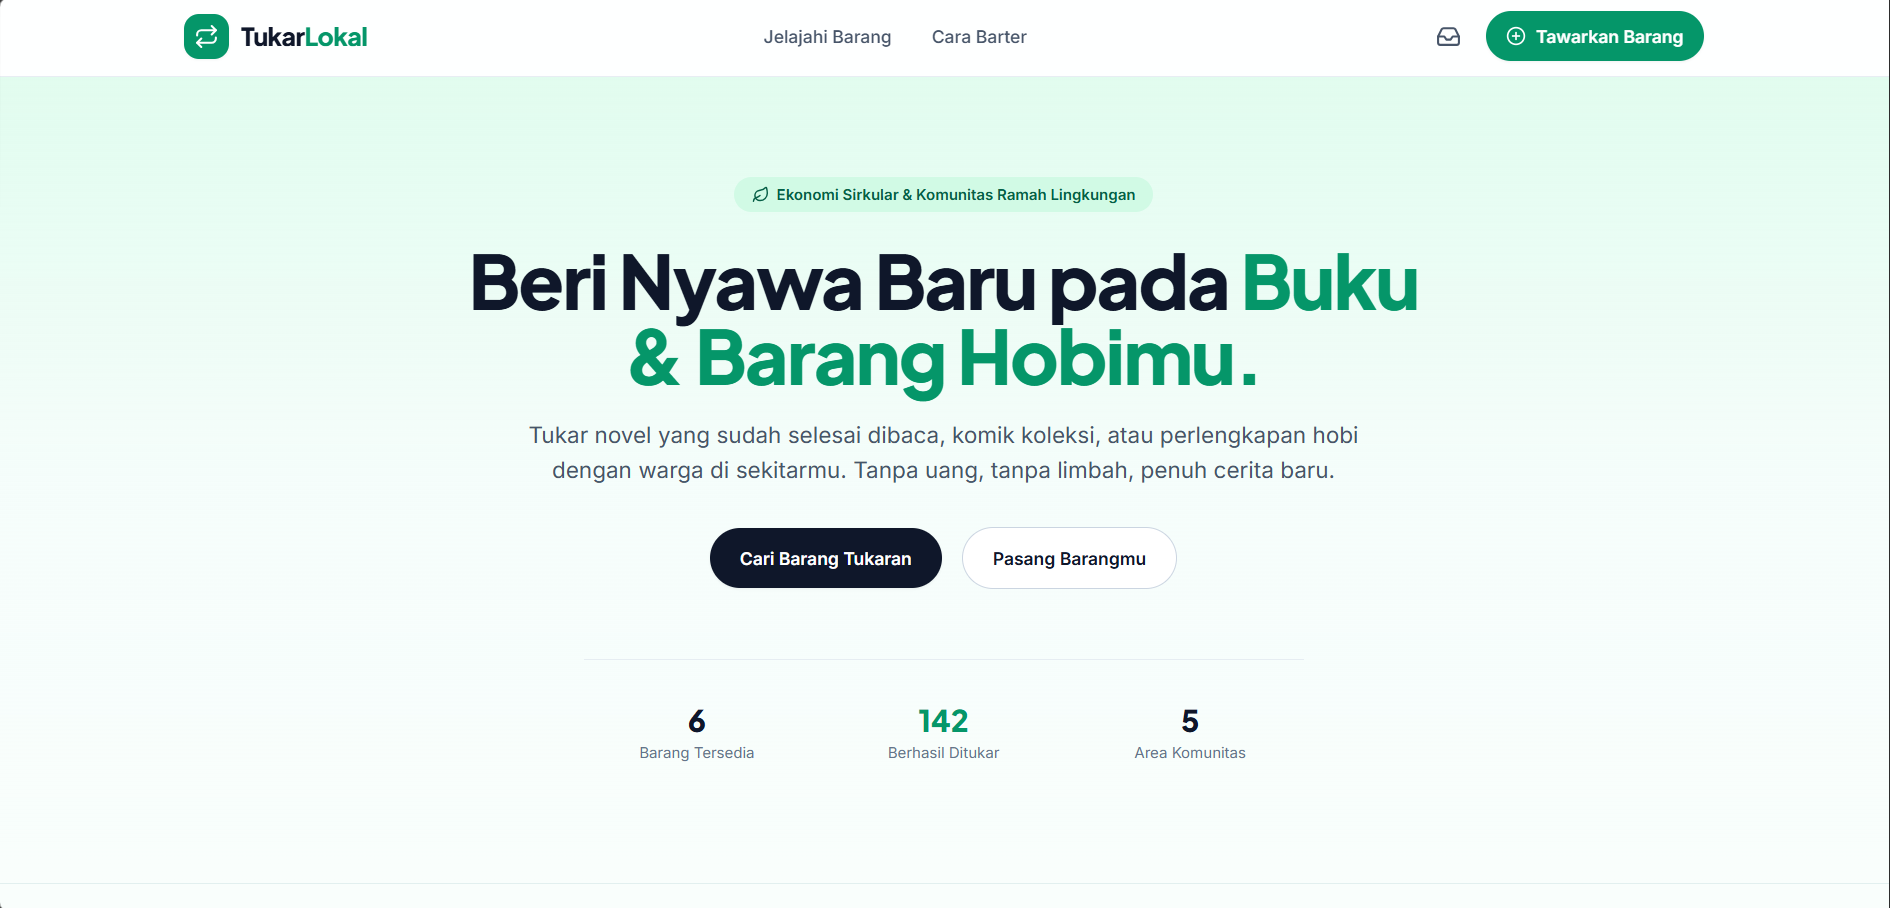 TukarLokal
Jelajahi Barang
Cara Barter
Tawarkan Barang
Ekonomi Sirkular & Komunitas Ramah Lingkungan
Beri Nyawa Baru pada Buku
& Barang Hobimu.
Tukar novel yang sudah selesai dibaca, komik koleksi, atau perlengkapan hobi
dengan warga di sekitarmu. Tanpa uang, tanpa limbah, penuh cerita baru.
Cari Barang Tukaran
Pasang Barangmu
6
Barang Tersedia
142
Berhasil Ditukar
5
Area Komunitas